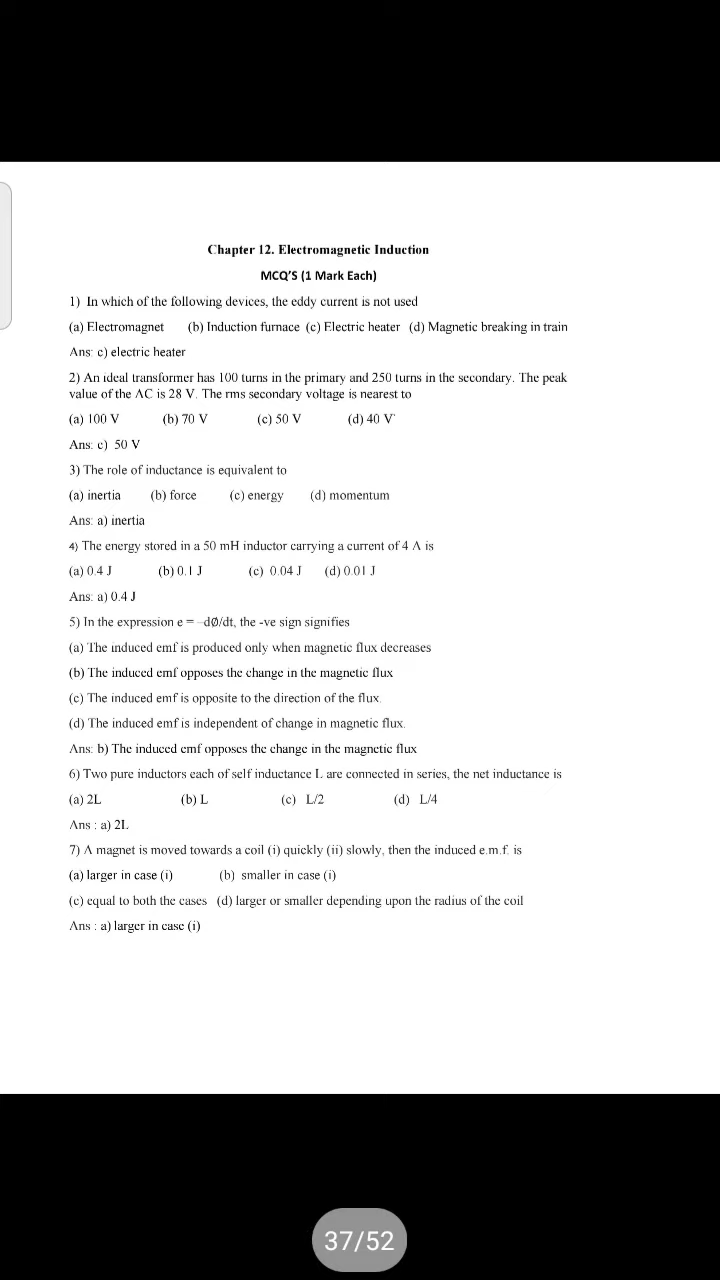 Chapter 12. Electromagnetic Induction
MCQ'S (1 Mark Each)
1) In which of the following devices, the eddy current is not used
(a) Electromagnet (b) Induction furnace (c) Electric heater (d) Magnetic breaking in train
Ans: c) electric heater
2) An ideal transformer has 100 turns in the primary and 250 turns in the secondary. The peak
value of the AC is 28 V. The rms secondary voltage is nearest to
(a) 100 V (b) 70 V (c) 50 V (d) 40 V`
Ans: c) 50 V
3) The role of inductance is equivalent to
(a) inertia (b) force (c) energy (d) momentum
Ans: a) inertia
4) The energy stored in a 50 mH inductor carrying a current of 4 A is
(a) 0.4 J (b) 0.1 J (c) 0.04 J (d) 0.01 J
Ans: a) 0.4 J
5) In the expression e = –dØ/dt, the -ve sign signifies
(a) The induced emf is produced only when magnetic flux decreases
(b) The induced emf opposes the change in the magnetic flux
(c) The induced emf is opposite to the direction of the flux.
(d) The induced emf is independent of change in magnetic flux.
Ans: b) The induced emf opposes the change in the magnetic flux
6) Two pure inductors each of self inductance L are connected in series, the net inductance is
(a) 2L (b) L (c) L/2 (d) L/4
Ans : a) 2L
7) A magnet is moved towards a coil (i) quickly (ii) slowly, then the induced e.m.f. is
(a) larger in case (i) (b) smaller in case (i)
(c) equal to both the cases (d) larger or smaller depending upon the radius of the coil
Ans : a) larger in case (i)
37/52